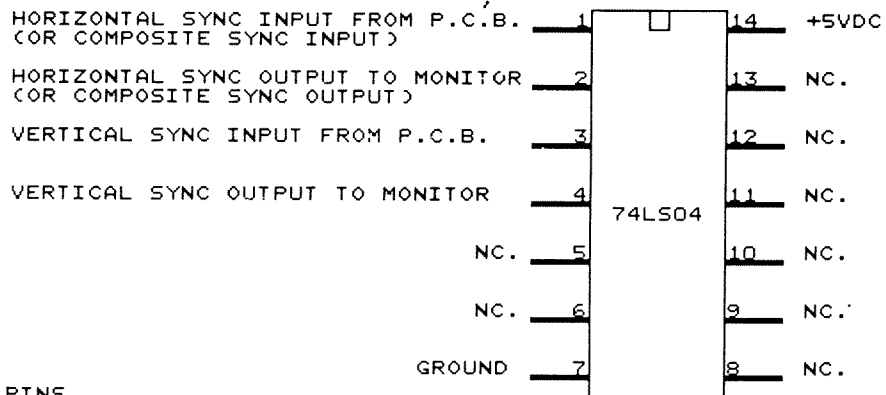 HORIZONTAL SYNC INPUT FROM P.C.B. 1 14 +5VDC
(OR COMPOSITE SYNC INPUT)
HORIZONTAL SYNC OUTPUT TO MONITOR 2 13 NC.
(OR COMPOSITE SYNC OUTPUT)
VERTICAL SYNC INPUT FROM P.C.B. 3 12 NC.
VERTICAL SYNC OUTPUT TO MONITOR 4 11 NC.
74LS04
NC. 5 10 NC.
NC. 6 9 NC.
GROUND 7 8 NC.
PINS